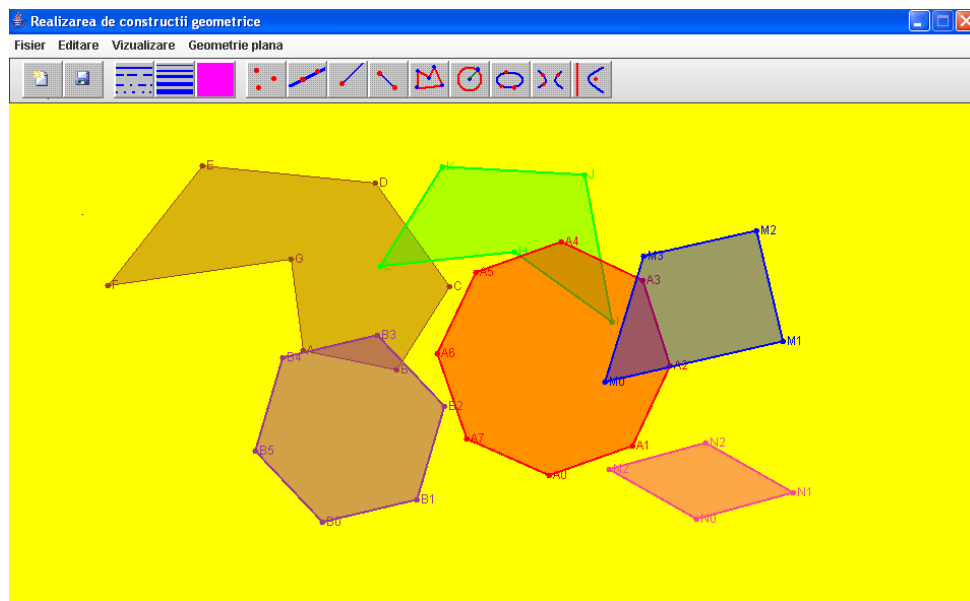 Realizarea de constructii geometrice
Fisier Editare Vizualizare Geometrie plana
E
D
K
J
G
H
A4
M3
M2
F
A5
A3
C
I
M1
A
B3
B4
B
A6
M0
A2
B2
B5
A7
A1
N2
N2
B1
A0
N1
B0
N0